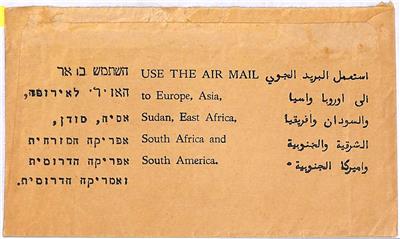 השתמש בדאר
האוירי לאירופה,
אסיה, סודן,
אפריקה המזרחית
אפריקה הדרומית
ואמריקה הדרומית.
USE THE AIR MAIL
to Europe, Asia,
Sudan, East Africa,
South Africa and
South America.
استعمل البريد الجوي
الى اوروبا واسيا
والسودان وافريقيا
الشرقية والجنوبية
واميركا الجنوبية •